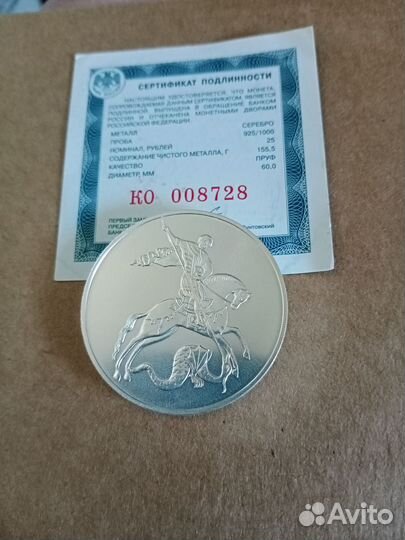 СЕРТИФИКАТ ПОДЛИННОСТИ
НАСТОЯЩИМ УДОСТОВЕРЯЕТСЯ, ЧТО МОНЕТА,
СОПРОВОЖДАЕМАЯ ДАННЫМ СЕРТИФИКАТОМ, ЯВЛЯЕТСЯ
ПОДЛИННОЙ, ВЫПУЩЕНА В ОБРАЩЕНИЕ БАНКОМ
РОССИИ И ОТЧЕКАНЕНА МОНЕТНЫМИ ДВОРАМИ
РОССИЙСКОЙ ФЕДЕРАЦИИ.
МЕТАЛЛ СЕРЕБРО
ПРОБА 925/1000
НОМИНАЛ, РУБЛЕЙ 25
СОДЕРЖАНИЕ ЧИСТОГО МЕТАЛЛА, Г 155,5
КАЧЕСТВО ПРУФ
ДИАМЕТР, ММ 60,0
КО 008728
ПЕРВЫЙ
ПРЕДСЕ
БАНК
Avito